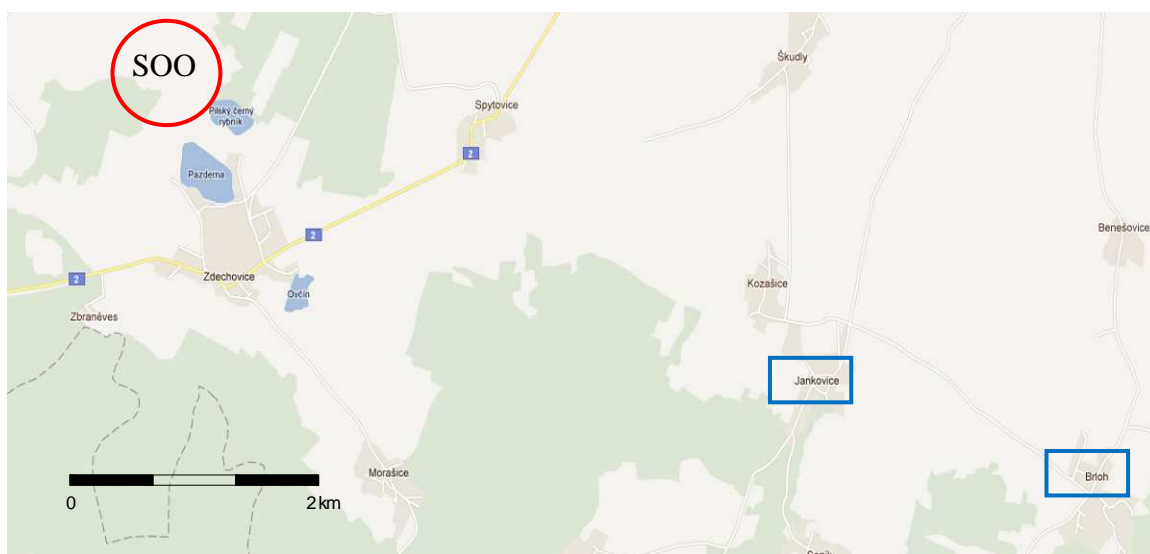 SOO
Škudly
Spytovice
Pilský černý
rybník
2
Pazderna
2
Benešovice
Zdechovice
2
Kozašice
Ovčín
Zbraněves
Jankovice
Morašice
Brloh
0
2 km